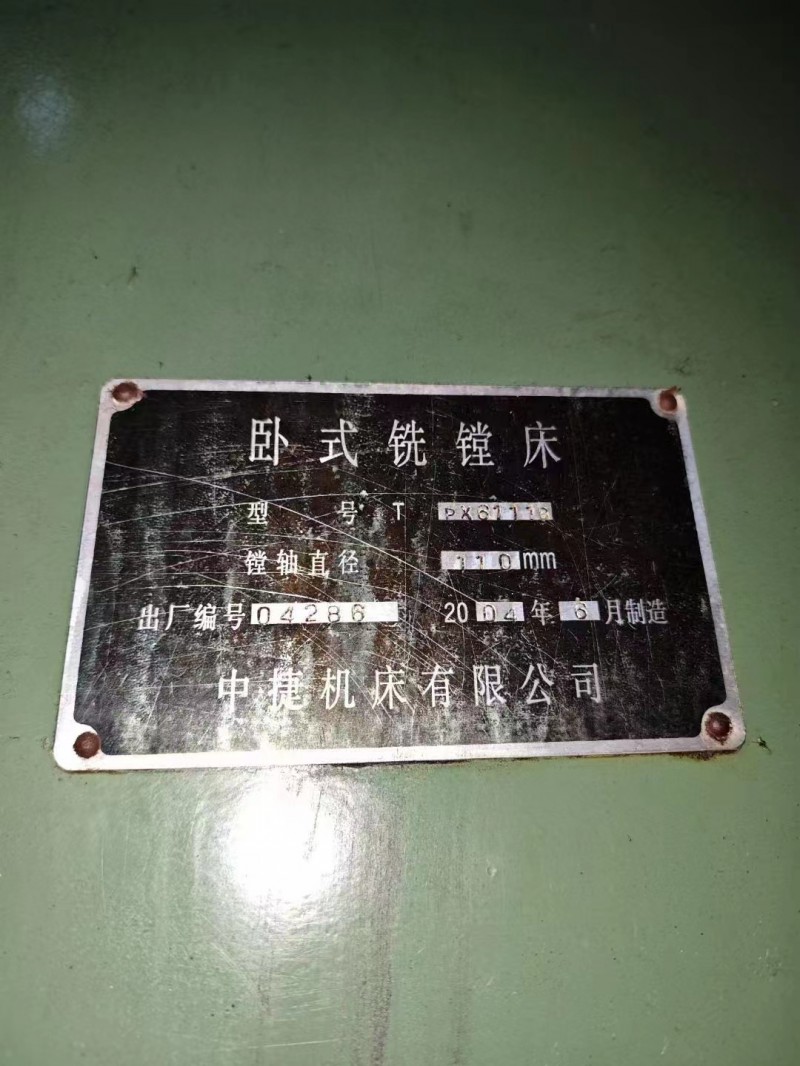 卧式铣镗床
型号 T PX6111B
镗轴直径 110mm
出厂编号 04286 2004年6月制造
中捷机床有限公司